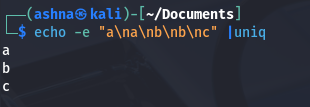 ┌──(ashna㉿kali)-[~/Documents]
└─$ echo -e "a\na\nb\nb\nc" |uniq
a
b
c